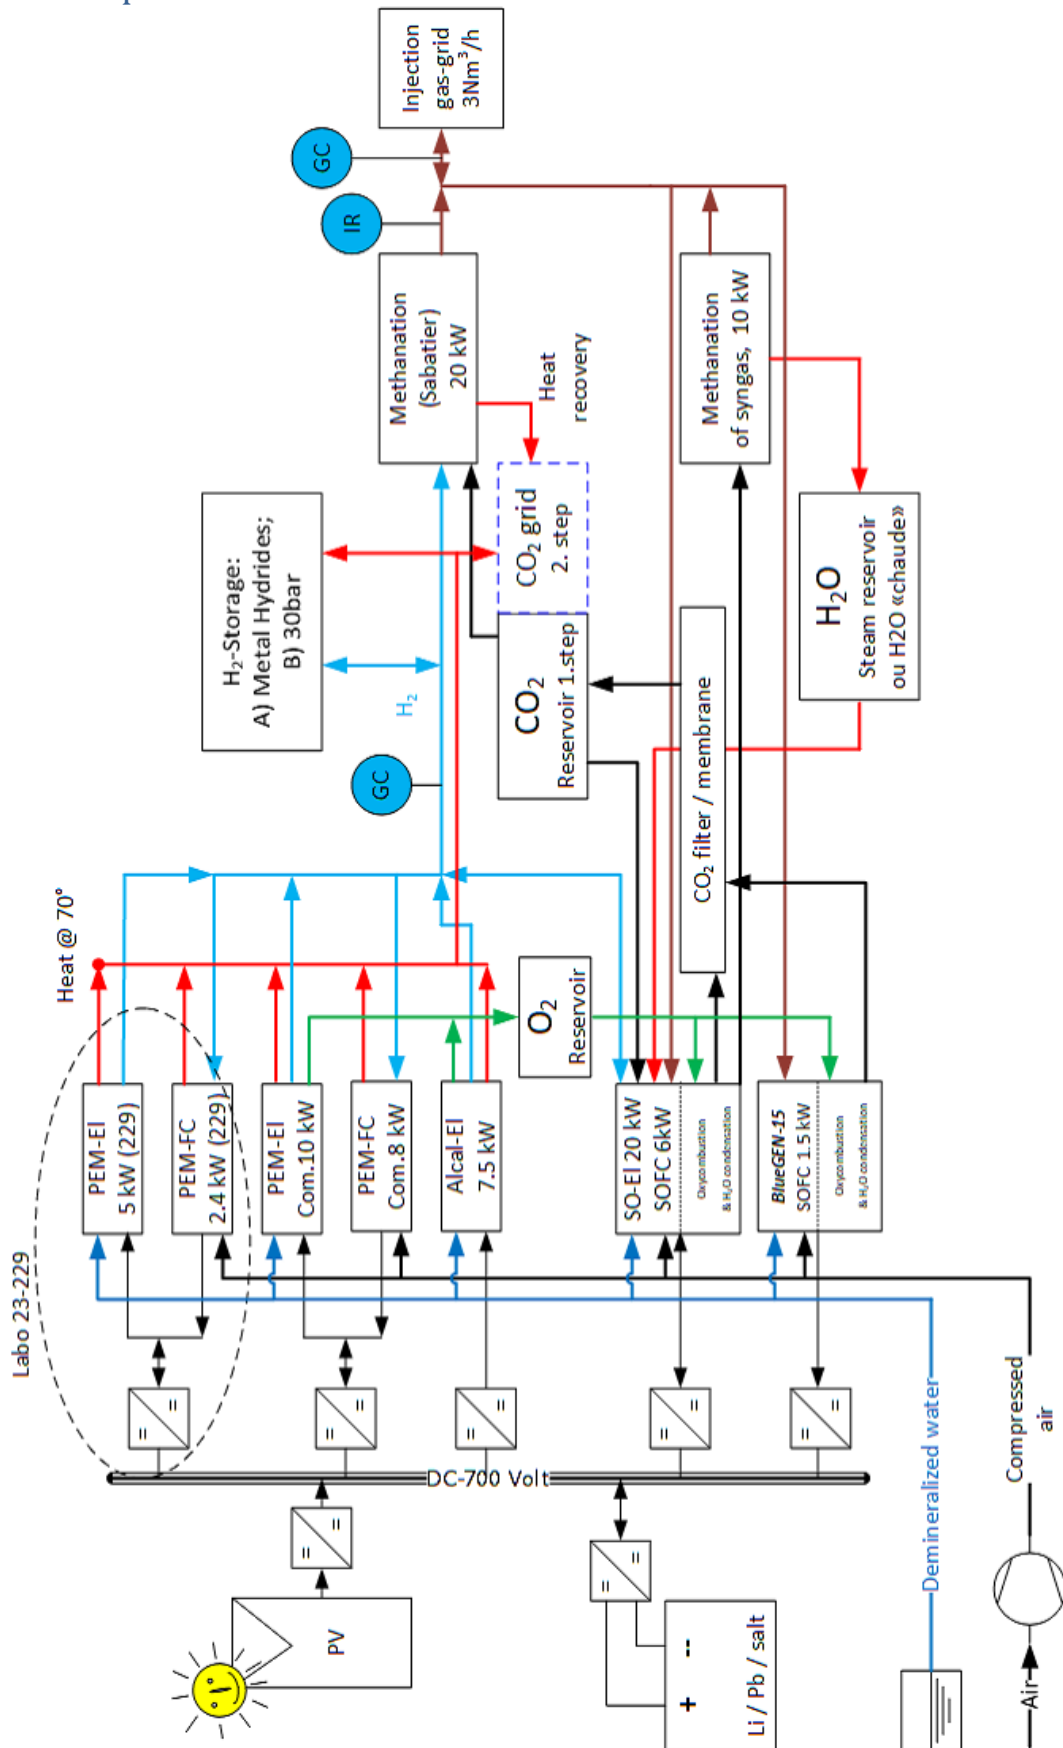 Labo 23-229
Heat @ 70°
PEM-El
5 kW (229)
PEM-FC
2.4 kW (229)
PEM-El
Com.10 kW
PEM-FC
Com.8 kW
Alcal-El
7.5 kW
SO-El 20 kW
SOFC 6kW
Oxycombustion
& H₂O condensation
BlueGEN-15
SOFC 1.5 kW
Oxycombustion
& H₂O condensation
O₂
Reservoir
H₂-Storage:
A) Metal Hydrides;
B) 30bar
H₂
GC
CO₂
Reservoir 1.step
CO₂ grid
2. step
CO₂ filter / membrane
Heat
recovery
Methanation
(Sabatier)
20 kW
IR
GC
Injection
gas-grid
3Nm³/h
Methanation
of syngas, 10 kW
H₂O
Steam reservoir
ou H2O «chaude»
= =
= =
= =
= =
= =
DC-700 Volt
= =
= =
PV
+ --
Li / Pb / salt
Demineralized water
Compressed
air
Air